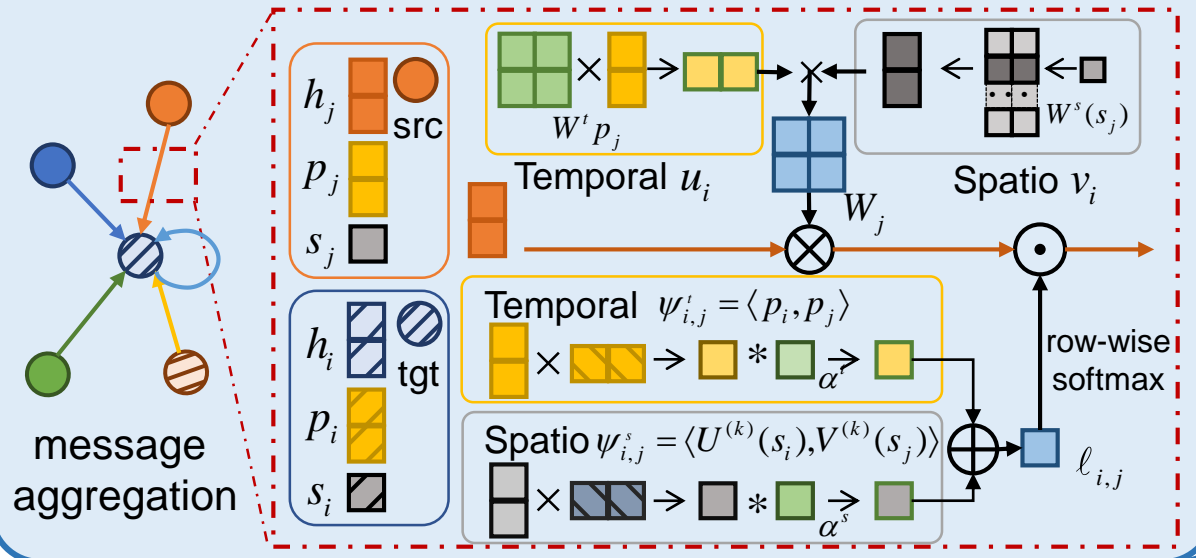 h_j
src
p_j
s_j
h_i
tgt
p_i
s_i
message
aggregation
× →
×
← ←
W^t p_j
W^s(s_j)
• • •
Temporal u_i
Spatio v_i
W_j
Temporal ψ^t_{i,j} = ⟨p_i, p_j⟩
× → * →
α^t
row-wise
softmax
Spatio ψ^s_{i,j} = ⟨U^{(k)}(s_i), V^{(k)}(s_j)⟩
× → * →
α^s
ℓ_{i,j}